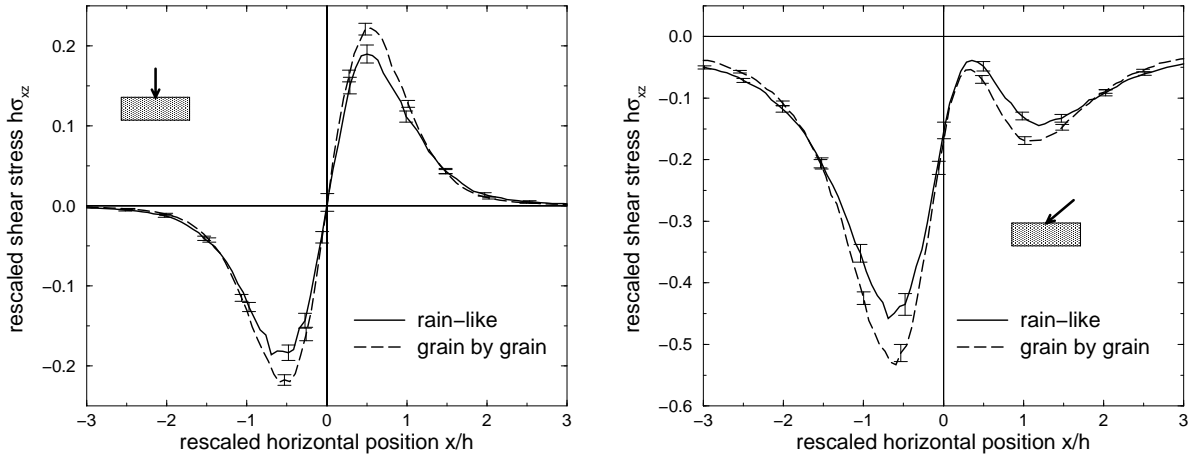 0.2
0.1
0.0
−0.1
−0.2
rescaled shear stress hσxz
−3 −2 −1 0 1 2 3
rescaled horizontal position x/h
rain−like
grain by grain
0.0
−0.1
−0.2
−0.3
−0.4
−0.5
−0.6
rescaled shear stress hσxz
−3 −2 −1 0 1 2 3
rescaled horizontal position x/h
rain−like
grain by grain